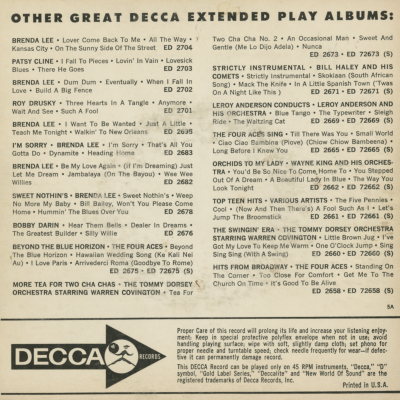 OTHER GREAT DECCA EXTENDED PLAY ALBUMS:
BRENDA LEE • Lover Come Back To Me • All The Way •
Kansas City • On The Sunny Side Of The Street ED 2704
PATSY CLINE • I Fall To Pieces • Lovin' In Vain • Lovesick
Blues • There He Goes ED 2703
BRENDA LEE • Dum Dum • Eventually • When I Fall In
Love • Build A Big Fence ED 2702
ROY DRUSKY • Three Hearts In A Tangle • Anymore •
Wait And See • Such A Fool ED 2701
BRENDA LEE • I Want To Be Wanted • Just A Little •
Teach Me Tonight • Walkin' To New Orleans ED 2695
I'M SORRY • BRENDA LEE • I'm Sorry • That's All You
Gotta Do • Dynamite • Heading Home ED 2683
BRENDA LEE • Be My Love Again • (If I'm Dreaming) Just
Let Me Dream • Jambalaya (On The Bayou) • Wee Wee
Willies ED 2682
SWEET NOTHIN'S • BRENDA LEE • Sweet Nothin's • Weep
No More My Baby • Bill Bailey, Won't You Please Come
Home • Hummin' The Blues Over You ED 2678
BOBBY DARIN • Hear Them Bells • Dealer In Dreams •
The Greatest Builder • Silly Willie ED 2676
BEYOND THE BLUE HORIZON • THE FOUR ACES • Beyond
The Blue Horizon • Hawaiian Wedding Song (Ke Kali Nei
Au) • I Love Paris • Arrivederci Roma (Goodbye To Rome)
ED 2675 • ED 72675 (S)
MORE TEA FOR TWO CHA CHAS • THE TOMMY DORSEY
ORCHESTRA STARRING WARREN COVINGTON • Tea For
Two Cha Cha No. 2 • An Occasional Man • Sweet And
Gentle (Me Lo Dijo Adela) • Nunca
ED 2673 • ED 72673 (S)
STRICTLY INSTRUMENTAL • BILL HALEY AND HIS
COMETS • Strictly Instrumental • Skokiaan (South African
Song) • Mack The Knife • In A Little Spanish Town ('Twas
On A Night Like This ) ED 2671 • ED 72671 (S)
LEROY ANDERSON CONDUCTS • LEROY ANDERSON AND
HIS ORCHESTRA • Blue Tango • The Typewriter • Sleigh
Ride • The Waltzing Cat ED 2669 • ED 72669 (S)
THE FOUR ACES SING • Till There Was You • Small World
• Ciao Ciao Bambina (Piove) (Chow Chiow Bambeena) •
Long Before I Knew You ED 2665 • ED 72665 (S)
ORCHIDS TO MY LADY • WAYNE KING AND HIS ORCHES-
TRA • You'd Be So Nice To Come Home To • You Stepped
Out Of A Dream • A Beautiful Lady In Blue • The Way You
Look Tonight ED 2662 • ED 72662 (S)
TOP TEEN HITS • VARIOUS ARTISTS • The Five Pennies •
Cool • (Now And Then There's) A Fool Such As I • Let's
Jump The Broomstick ED 2661 • ED 72661 (S)
THE SWINGIN' ERA • THE TOMMY DORSEY ORCHESTRA
STARRING WARREN COVINGTON • Little Brown Jug • I've
Got My Love To Keep Me Warm • One O'Clock Jump • Sing
Sing Sing (With A Swing) ED 2660 • ED 72660 (S)
HITS FROM BROADWAY • THE FOUR ACES • Standing On
The Corner • Too Close For Comfort • Get Me To The
Church On Time • It's Good To Be Alive
ED 2658 • ED 72658 (S)
5A
DECCA RECORDS
Proper Care of this record will prolong its life and increase your listening enjoy-
ment: Keep in special protective polyflex envelope when not in use; avoid
handling playing surface; wipe with soft, slightly damp cloth; set phono for
proper needle and turntable speed; check needle frequently for wear—if defec-
tive it can permanently damage record.
This DECCA Record can be played only on 45 RPM instruments, "Decca," "D"
symbol, "Gold Label Series," "Decalite" and "New World Of Sound" are the
registered trademarks of Decca Records, Inc.
Printed in U.S.A.